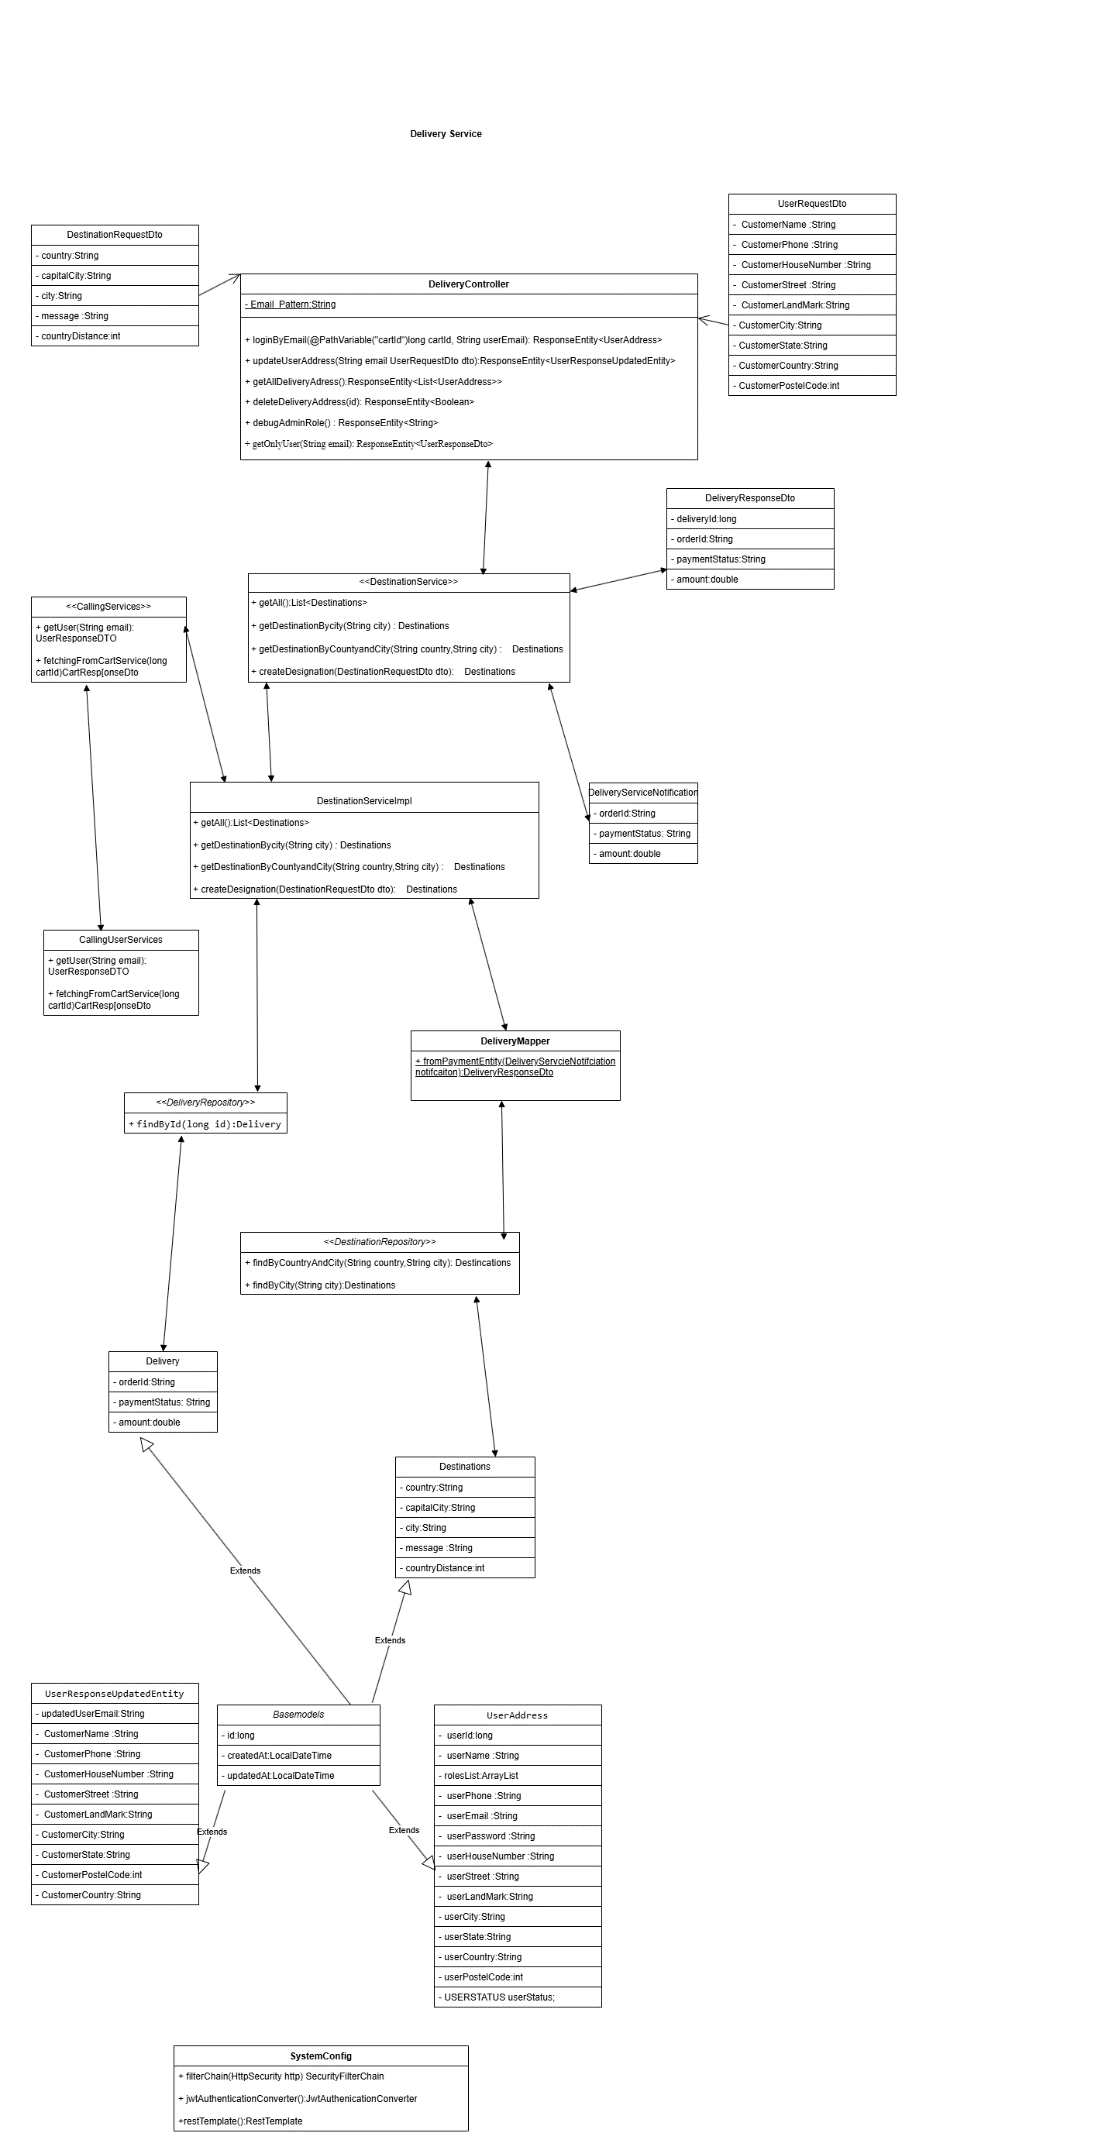 Delivery Service
UserRequestDto
- CustomerName :String
- CustomerPhone :String
- CustomerHouseNumber :String
- CustomerStreet :String
- CustomerLandMark:String
- CustomerCity:String
- CustomerState:String
- CustomerCountry:String
- CustomerPostelCode:int
DestinationRequestDto
- country:String
- capitalCity:String
- city:String
- message :String
- countryDistance:int
DeliveryController
- Email_Pattern:String
+ loginByEmail(@PathVariable("cartId")long cartId, String userEmail): ResponseEntity<UserAddress>
+ updateUserAddress(String email UserRequestDto dto):ResponseEntity<UserResponseUpdatedEntity>
+ getAllDeliveryAdress():ResponseEntity<List<UserAddress>>
+ deleteDeliveryAddress(id): ResponseEntity<Boolean>
+ debugAdminRole() : ResponseEntity<String>
+ getOnlyUser(String email): ResponseEntity<UserResponseDto>
DeliveryResponseDto
- deliveryId:long
- orderId:String
- paymentStatus:String
- amount:double
<<DestinationService>>
+ getAll():List<Destinations>
+ getDestinationBycity(String city) : Destinations
+ getDestinationByCountyandCity(String country,String city) : Destinations
+ createDesignation(DestinationRequestDto dto): Destinations
<<CallingServices>>
+ getUser(String email):
UserResponseDTO
+ fetchingFromCartService(long
cartId)CartResp[onseDto
DestinationServiceImpl
+ getAll():List<Destinations>
+ getDestinationBycity(String city) : Destinations
+ getDestinationByCountyandCity(String country,String city) : Destinations
+ createDesignation(DestinationRequestDto dto): Destinations
DeliveryServiceNotification
- orderId:String
- paymentStatus: String
- amount:double
CallingUserServices
+ getUser(String email):
UserResponseDTO
+ fetchingFromCartService(long
cartId)CartResp[onseDto
DeliveryMapper
+ fromPaymentEntity(DeliveryServcieNotifciation
notifcaiton):DeliveryResponseDto
<<DeliveryRepository>>
+ findById(long id):Delivery
<<DestinationRepository>>
+ findByCountryAndCity(String country,String city): Destincations
+ findByCity(String city):Destinations
Delivery
- orderId:String
- paymentStatus: String
- amount:double
Destinations
- country:String
- capitalCity:String
- city:String
- message :String
- countryDistance:int
Extends
Extends
UserResponseUpdatedEntity
- updatedUserEmail:String
- CustomerName :String
- CustomerPhone :String
- CustomerHouseNumber :String
- CustomerStreet :String
- CustomerLandMark:String
- CustomerCity:String
- CustomerState:String
- CustomerPostelCode:int
- CustomerCountry:String
Basemodels
- id:long
- createdAt:LocalDateTime
- updatedAt:LocalDateTime
Extends
Extends
UserAddress
- userId:long
- userName :String
- rolesList:ArrayList
- userPhone :String
- userEmail :String
- userPassword :String
- userHouseNumber :String
- userStreet :String
- userLandMark:String
- userCity:String
- userState:String
- userCountry:String
- userPostelCode:int
- USERSTATUS userStatus;
SystemConfig
+ filterChain(HttpSecurity http) SecurityFilterChain
+ jwtAuthenticationConverter():JwtAuthenicationConverter
+restTemplate():RestTemplate